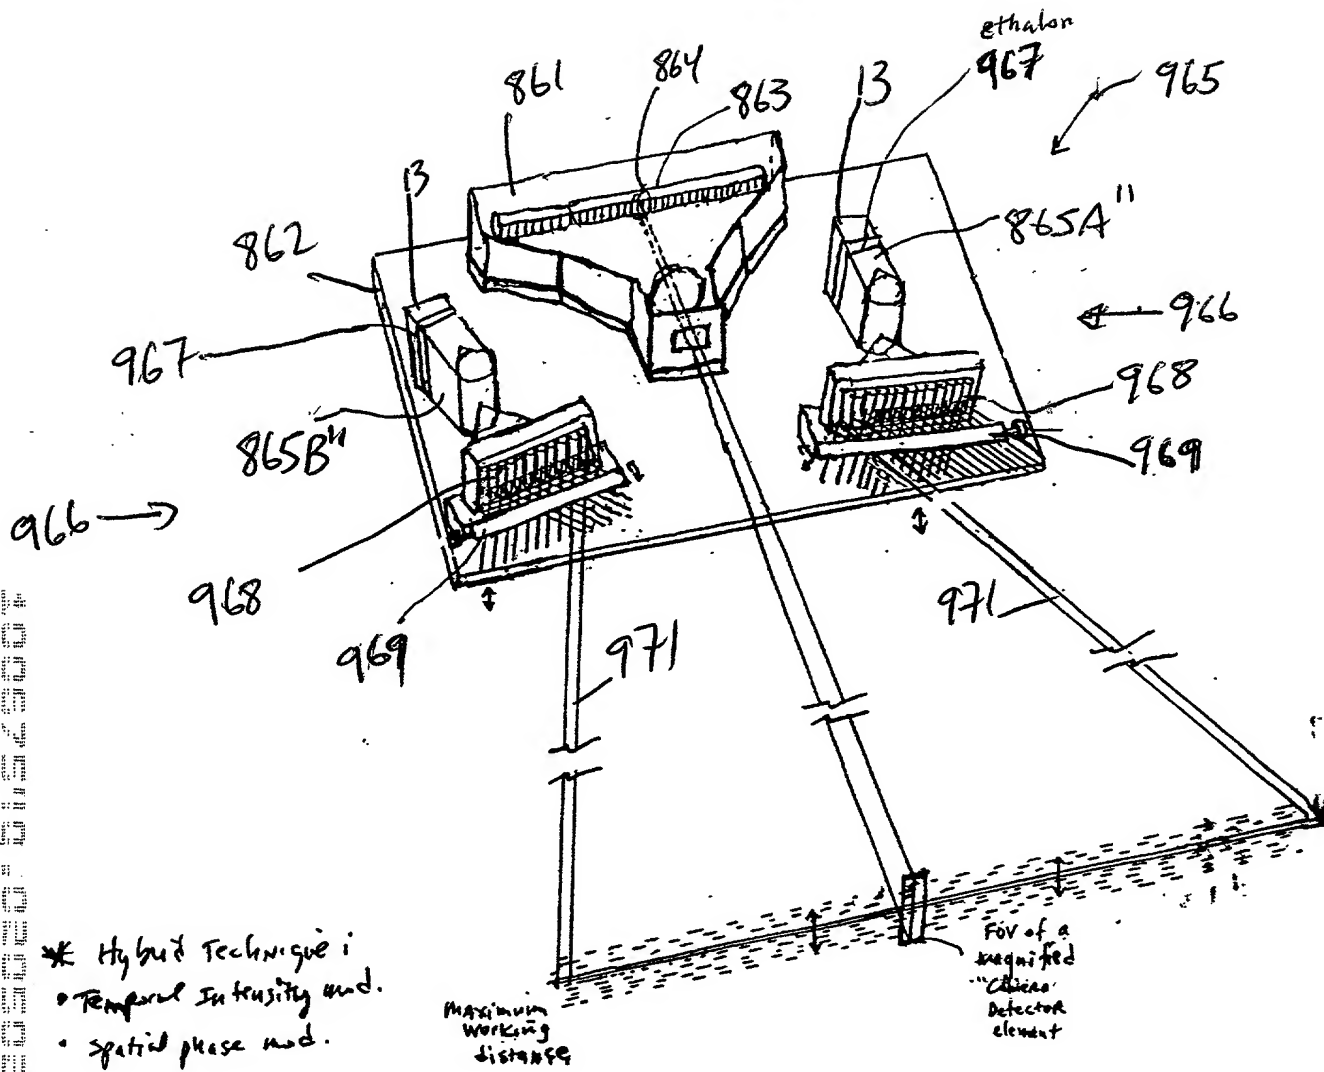 ethalon
861
864
863
13
967
965
13
862
865A"
966
967
968
865B"
969
966
968
969
971
971
* Hybrid Technique:
• Temporal Intensity mod.
• spatial phase mod.
Maximum
working
distance
FOV of a
magnified
Detector
element